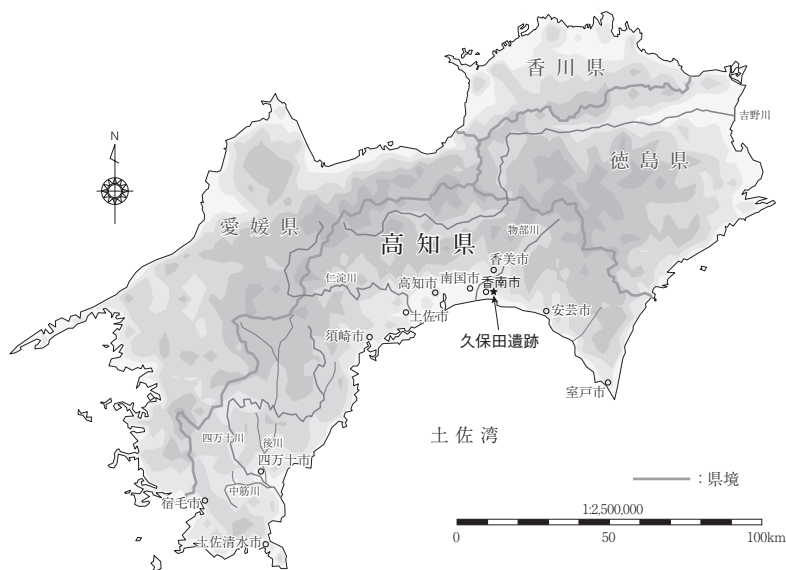 香川県
吉野川
N
徳島県
愛媛県
高知県
物部川
香美市
仁淀川
高知市
南国市
香南市
土佐市
安芸市
須崎市
久保田遺跡
室戸市
土佐湾
四万十川
後川
四万十市
：県境
中筋川
宿毛市
1:2,500,000
0
50
100km
土佐清水市